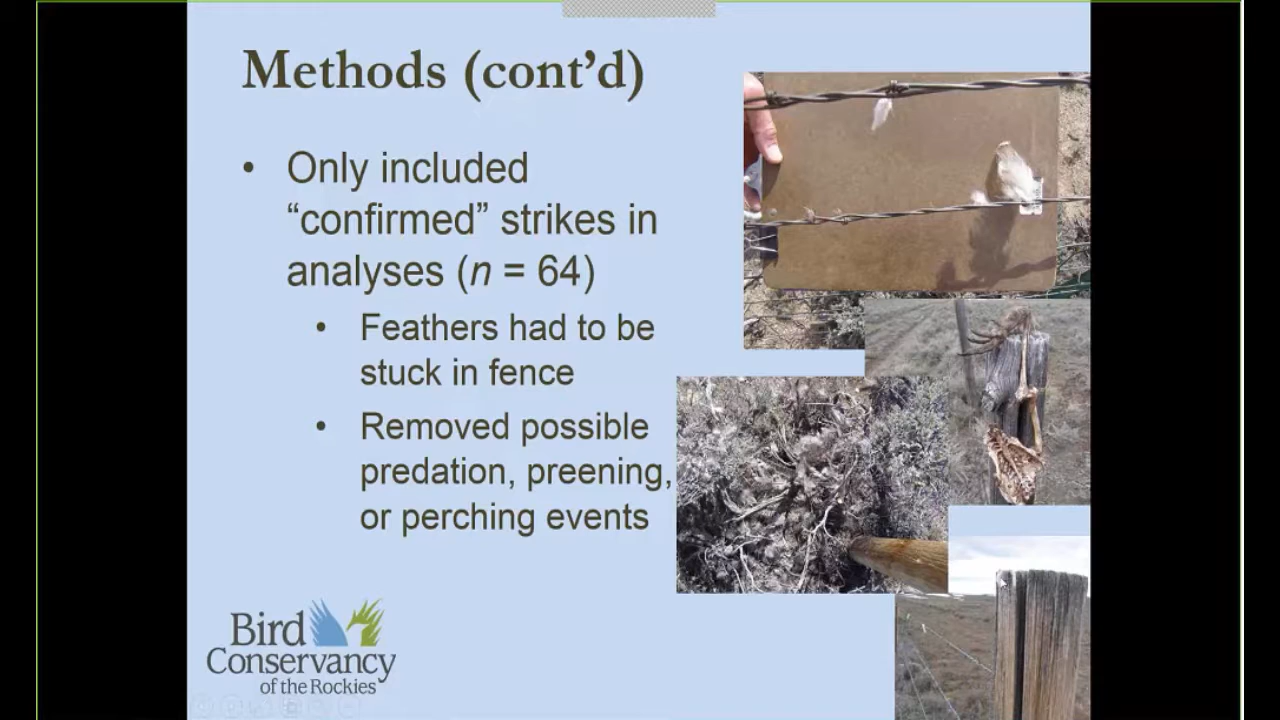 Methods (cont’d)
• Only included
“confirmed” strikes in
analyses (n = 64)
• Feathers had to be
stuck in fence
• Removed possible
predation, preening,
or perching events
Bird
Conservancy
of the Rockies